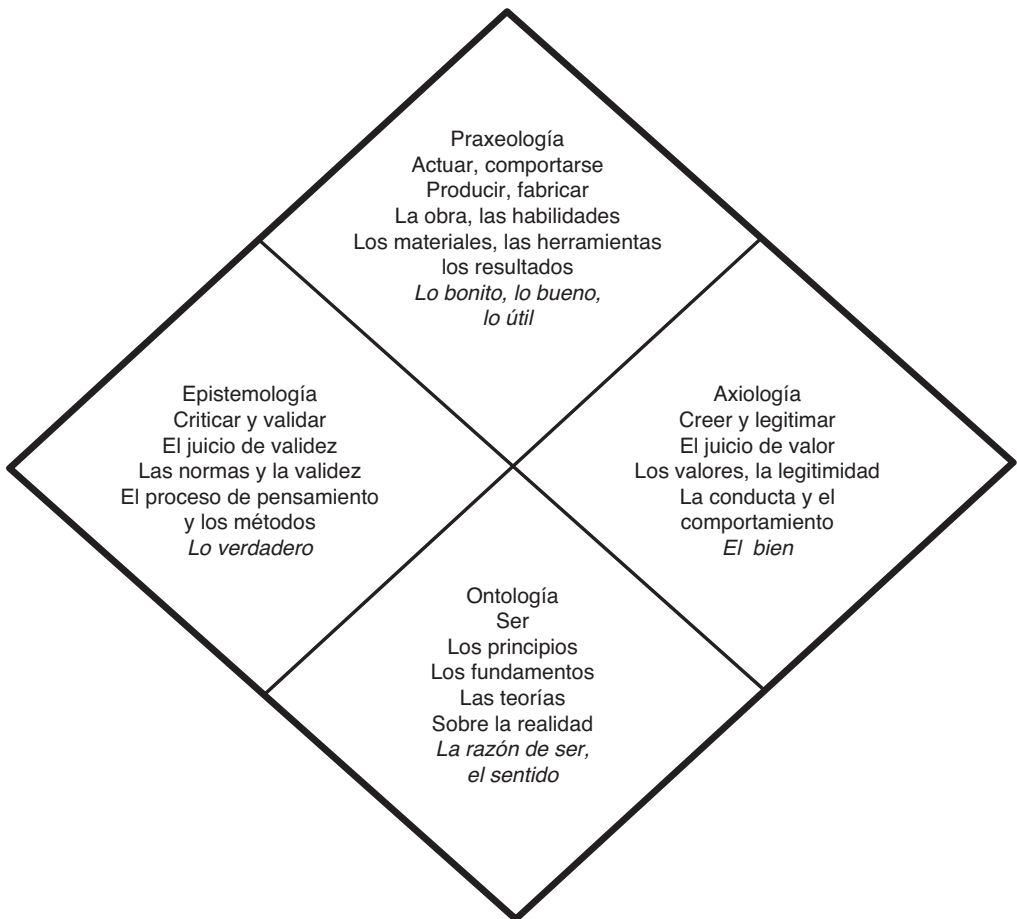 Praxeología
Actuar, comportarse
Producir, fabricar
La obra, las habilidades
Los materiales, las herramientas
los resultados
Lo bonito, lo bueno,
lo útil
Epistemología
Criticar y validar
El juicio de validez
Las normas y la validez
El proceso de pensamiento
y los métodos
Lo verdadero
Axiología
Creer y legitimar
El juicio de valor
Los valores, la legitimidad
La conducta y el
comportamiento
El bien
Ontología
Ser
Los principios
Los fundamentos
Las teorías
Sobre la realidad
La razón de ser,
el sentido